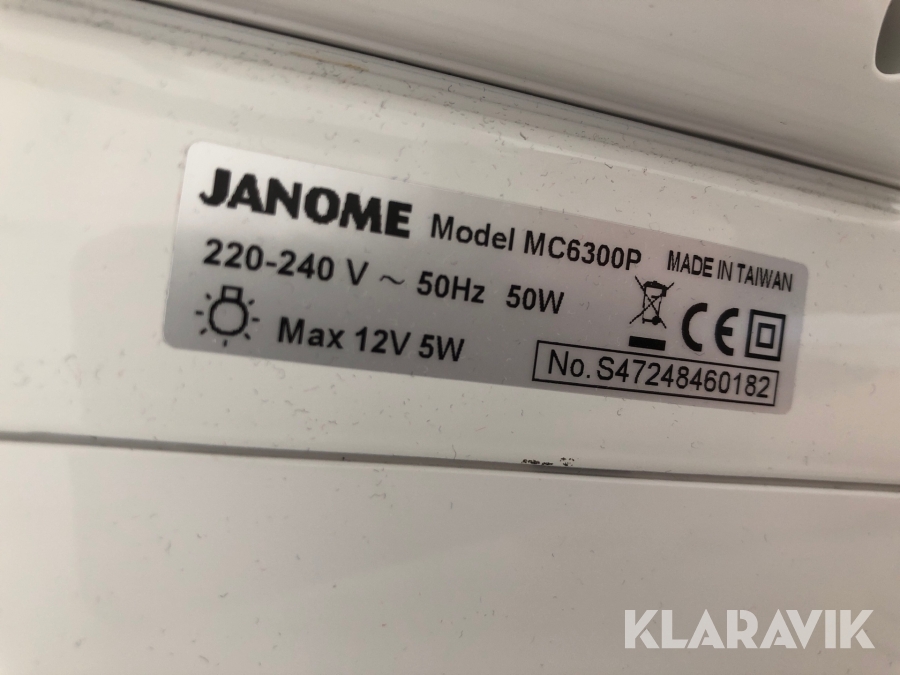 JANOME Model MC6300P MADE IN TAIWAN
220-240 V ~ 50Hz 50W
Max 12V 5W
CE
No. S47248460182
KLARAVIK